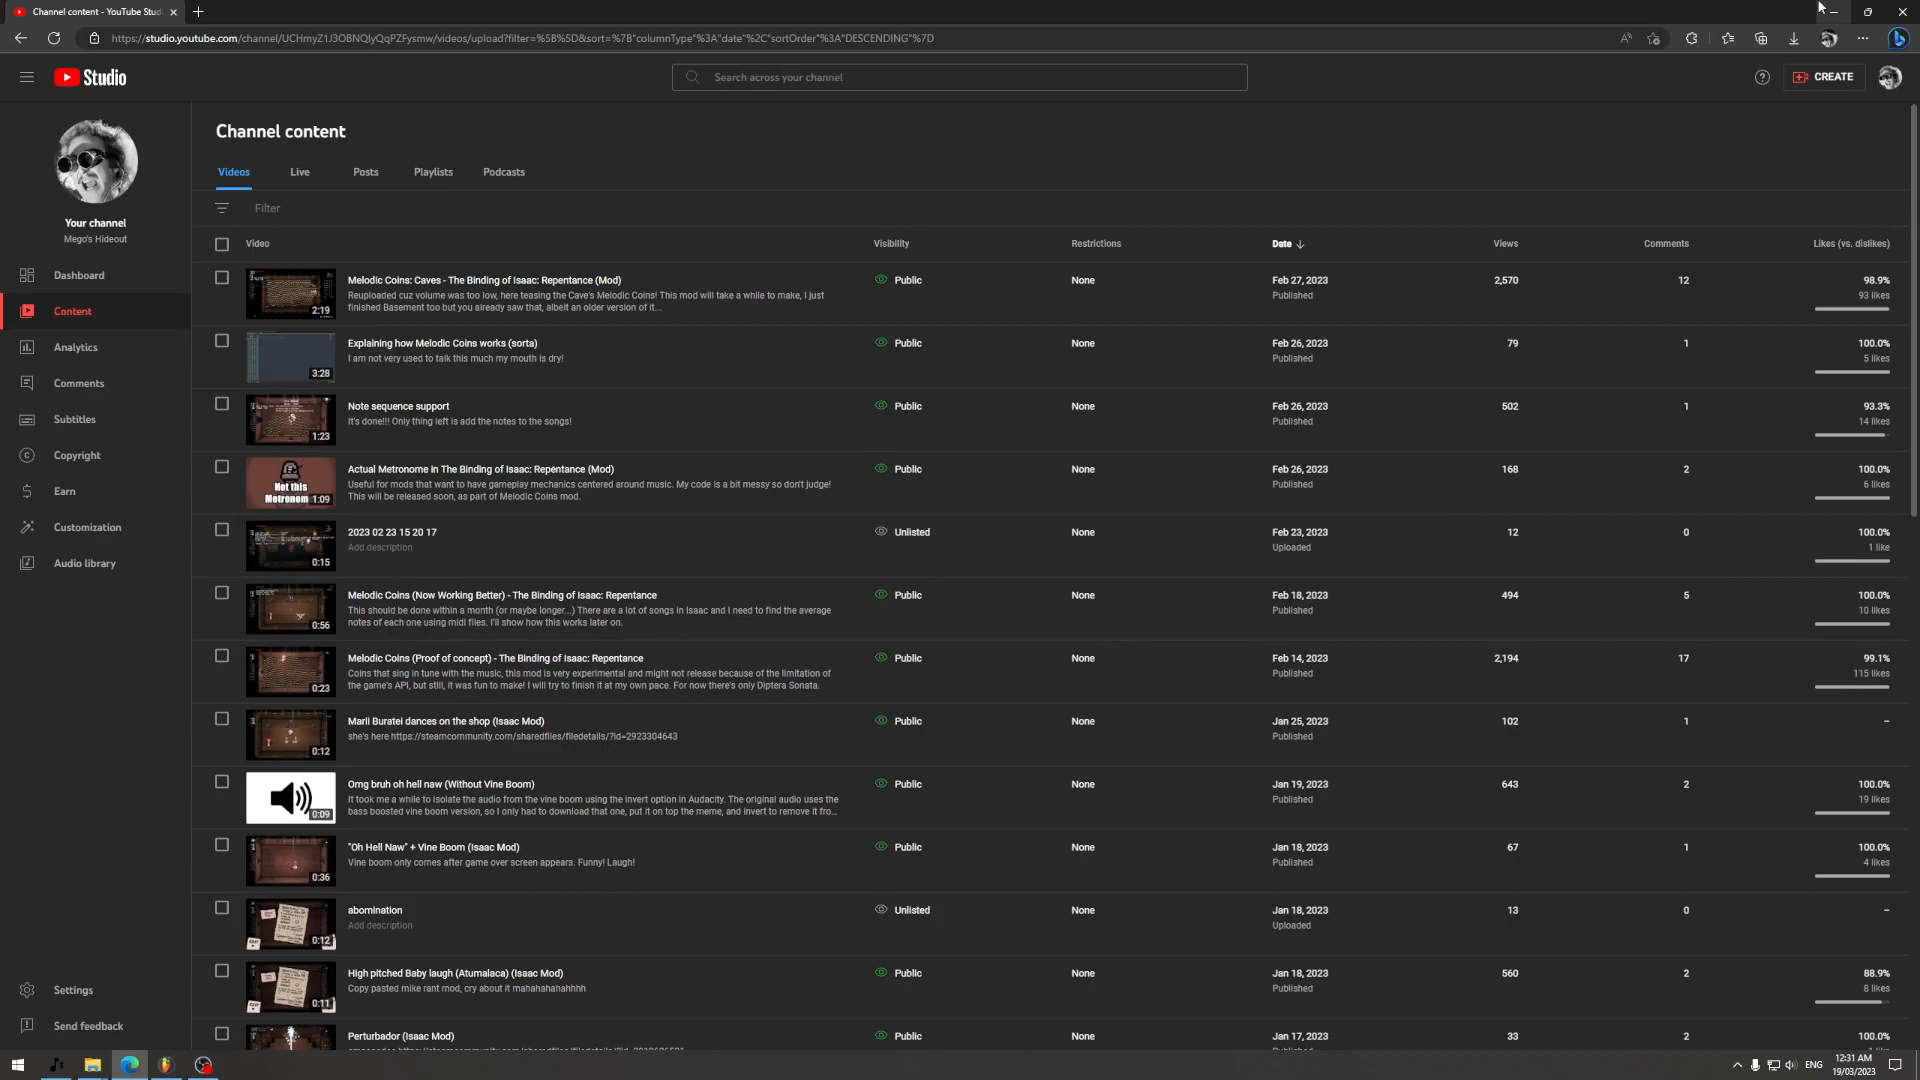 Channel content - YouTube Stud
https://studio.youtube.com/channel/UCHmyZ1J3OBNQIyQqPZFysmw/videos/upload?filter=%5B%5D&sort=%7B"columnType"%3A"date"%2C"sortOrder"%3A"DESCENDING"%7D
Studio
Search across your channel
CREATE
Your channel
Mego's Hideout
Dashboard
Content
Analytics
Comments
Subtitles
Copyright
Earn
Customization
Audio library
Settings
Send feedback
Channel content
Videos Live Posts Playlists Podcasts
Filter
Video Visibility Restrictions Date Views Comments Likes (vs. dislikes)
Melodic Coins: Caves - The Binding of Isaac: Repentance (Mod) Public None Feb 27, 2023 2,570 12 98.9%
Reuploaded cuz volume was too low, here teasing the Cave's Melodic Coins! This mod will take a while to make, I just Published 93 likes
finished Basement too but you already saw that, albeit an older version of it...
2:19
Explaining how Melodic Coins works (sorta) Public None Feb 26, 2023 79 1 100.0%
I am not very used to talk this much my mouth is dry! Published 5 likes
3:28
Note sequence support Public None Feb 26, 2023 502 1 93.3%
It's done!!! Only thing left is add the notes to the songs! Published 14 likes
1:23
Actual Metronome in The Binding of Isaac: Repentance (Mod) Public None Feb 26, 2023 168 2 100.0%
Useful for mods that want to have gameplay mechanics centered around music. My code is a bit messy so don't judge! Published 6 likes
This will be released soon, as part of Melodic Coins mod.
Not this
Metronom 1:09
2023 02 23 15 20 17 Unlisted None Feb 23, 2023 12 0 100.0%
Add description Uploaded 1 like
0:15
Melodic Coins (Now Working Better) - The Binding of Isaac: Repentance Public None Feb 18, 2023 494 5 100.0%
This should be done within a month (or maybe longer...) There are a lot of songs in Isaac and I need to find the average Published 10 likes
notes of each one using midi files. I'll show how this works later on.
0:56
Melodic Coins (Proof of concept) - The Binding of Isaac: Repentance Public None Feb 14, 2023 2,194 17 99.1%
Coins that sing in tune with the music, this mod is very experimental and might not release because of the limitation of Published 115 likes
the game's API, but still, it was fun to make! I will try to finish it at my own pace. For now there's only Diptera Sonata.
0:23
Marii Buratei dances on the shop (Isaac Mod) Public None Jan 25, 2023 102 1 –
she's here https://steamcommunity.com/sharedfiles/filedetails/?id=2923304643 Published
0:12
Omg bruh oh hell naw (Without Vine Boom) Public None Jan 19, 2023 643 2 100.0%
It took me a while to isolate the audio from the vine boom using the invert option in Audacity. The original audio uses the Published 19 likes
bass boosted vine boom version, so I only had to download that one, put it on top the meme, and invert to remove it fro...
0:09
"Oh Hell Naw" + Vine Boom (Isaac Mod) Public None Jan 18, 2023 67 1 100.0%
Vine boom only comes after game over screen appears. Funny! Laugh! Published 4 likes
0:36
abomination Unlisted None Jan 18, 2023 13 0 –
Add description Uploaded
0:12
High pitched Baby laugh (Atumalaca) (Isaac Mod) Public None Jan 18, 2023 560 2 88.9%
Copy pasted mike rant mod, cry about it mahahahahahhhh Published 8 likes
0:11
Perturbador (Isaac Mod) Public None Jan 17, 2023 33 2 100.0%
ENG 12:31 AM
19/03/2023